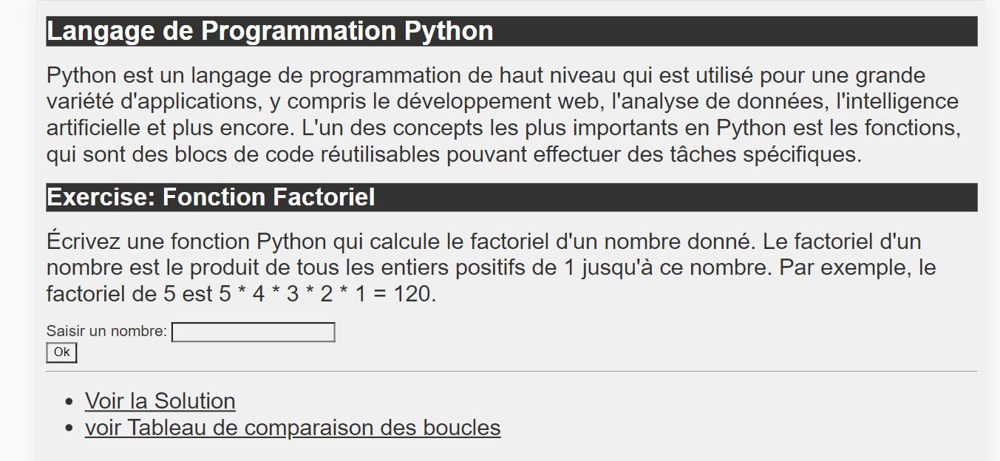 Langage de Programmation Python
Python est un langage de programmation de haut niveau qui est utilisé pour une grande
variété d'applications, y compris le développement web, l'analyse de données, l'intelligence
artificielle et plus encore. L'un des concepts les plus importants en Python est les fonctions,
qui sont des blocs de code réutilisables pouvant effectuer des tâches spécifiques.
Exercise: Fonction Factoriel
Écrivez une fonction Python qui calcule le factoriel d'un nombre donné. Le factoriel d'un
nombre est le produit de tous les entiers positifs de 1 jusqu'à ce nombre. Par exemple, le
factoriel de 5 est 5 * 4 * 3 * 2 * 1 = 120.
Saisir un nombre:
Ok
• Voir la Solution
• voir Tableau de comparaison des boucles